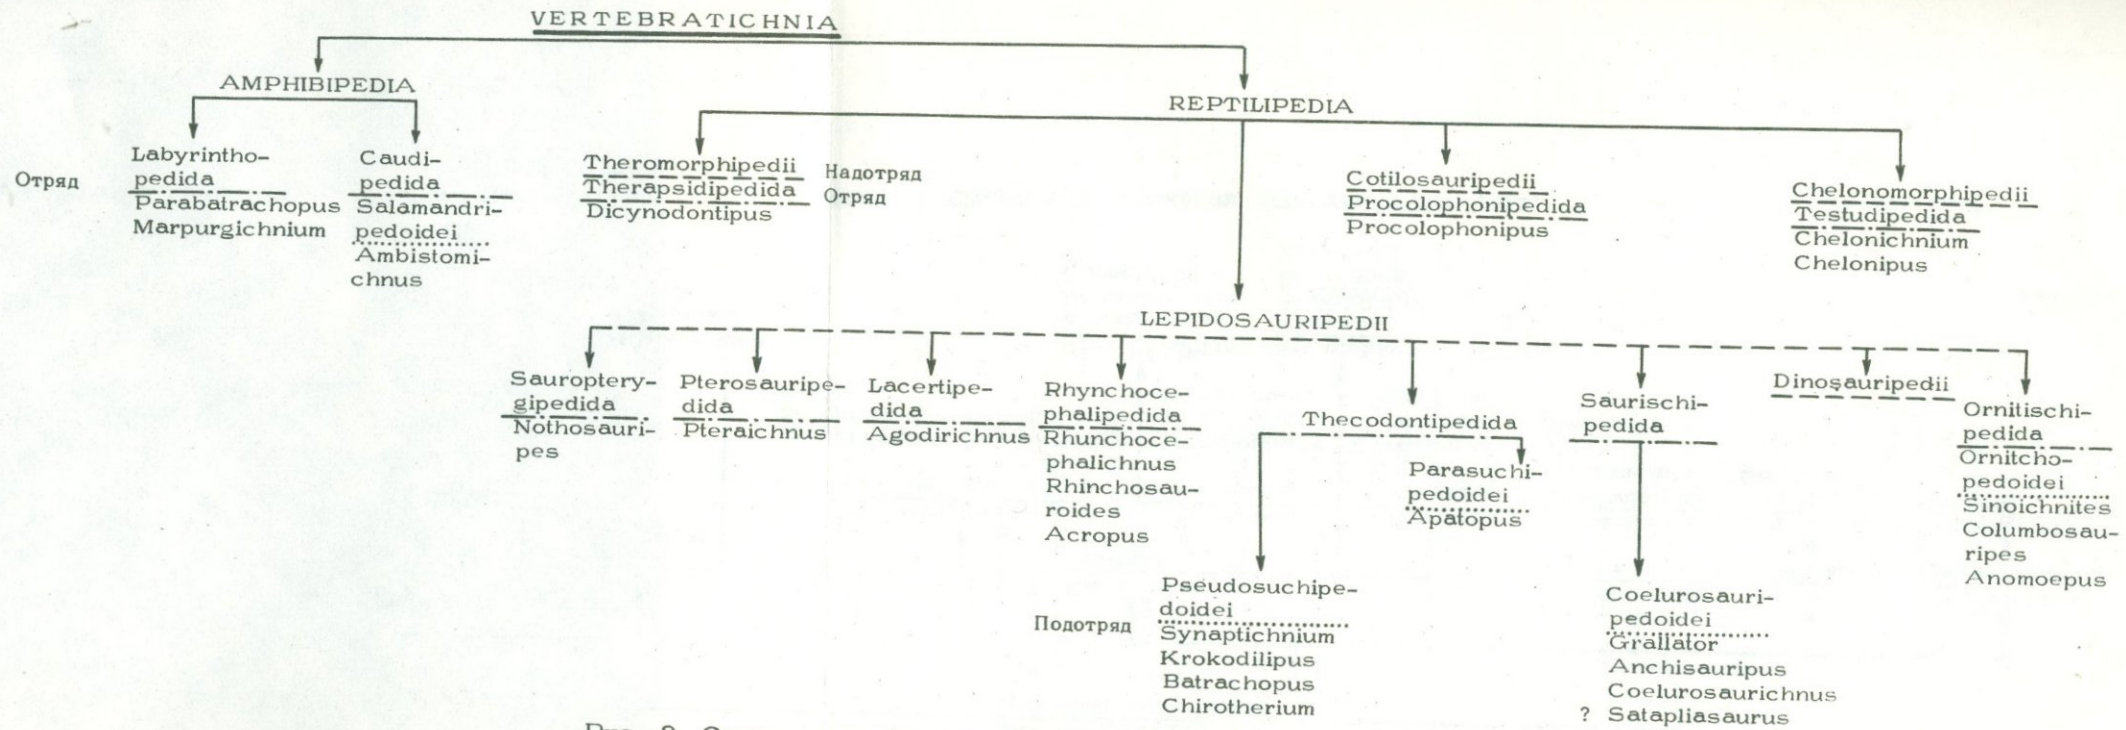 VERTEBRATICHNIA
AMPHIBIPEDIA
REPTILIPEDIA
Отряд
Labyrintho-
pedida
Parabatrachopus
Marpurgichnium
Caudi-
pedida
Salamandri-
pedoidei
Ambistomi-
chnus
Theromorphipedii
Надотряд
Therapsidipedida
Отряд
Dicynodontipus
Cotilosauripedii
Procolophonipedida
Procolophonipus
Chelonomorphipedii
Testudipedida
Chelonichnium
Chelonipus
LEPIDOSAURIPEDII
Sauroptery-
gipedida
Nothosauri-
pes
Pterosauripe-
dida
Pteraichnus
Lacertipe-
dida
Agodirichnus
Rhynchoce-
phalipedida
Rhunchoce-
phalichnus
Rhinchosau-
roides
Acropus
Thecodontipedida
Pseudosuchipe-
doidei
Подотряд
Synaptichnium
Krokodilipus
Batrachopus
Chirotherium
Parasuchi-
pedoidei
Apatopus
Saurischi-
pedida
Coelurosauri-
pedoidei
Grallator
Anchisauripus
Coelurosaurichnus
? Satapliasaurus
Dinosauripedii
Ornitischi-
pedida
Ornitcho-
pedoidei
Sinoichnites
Columbosau-
ripes
Anomoepus